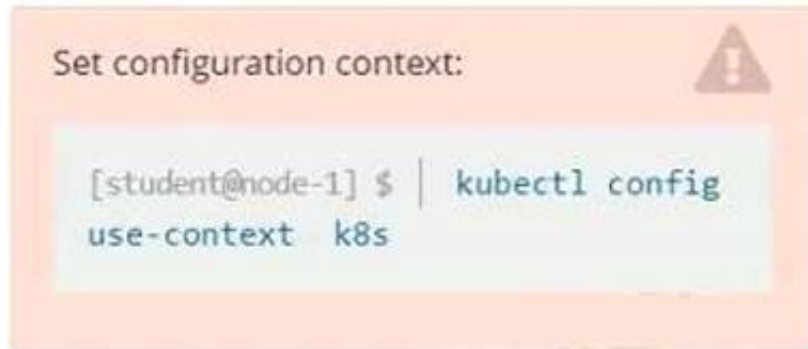 Set configuration context:
[student@node-1] $ | kubectl config
use-context k8s